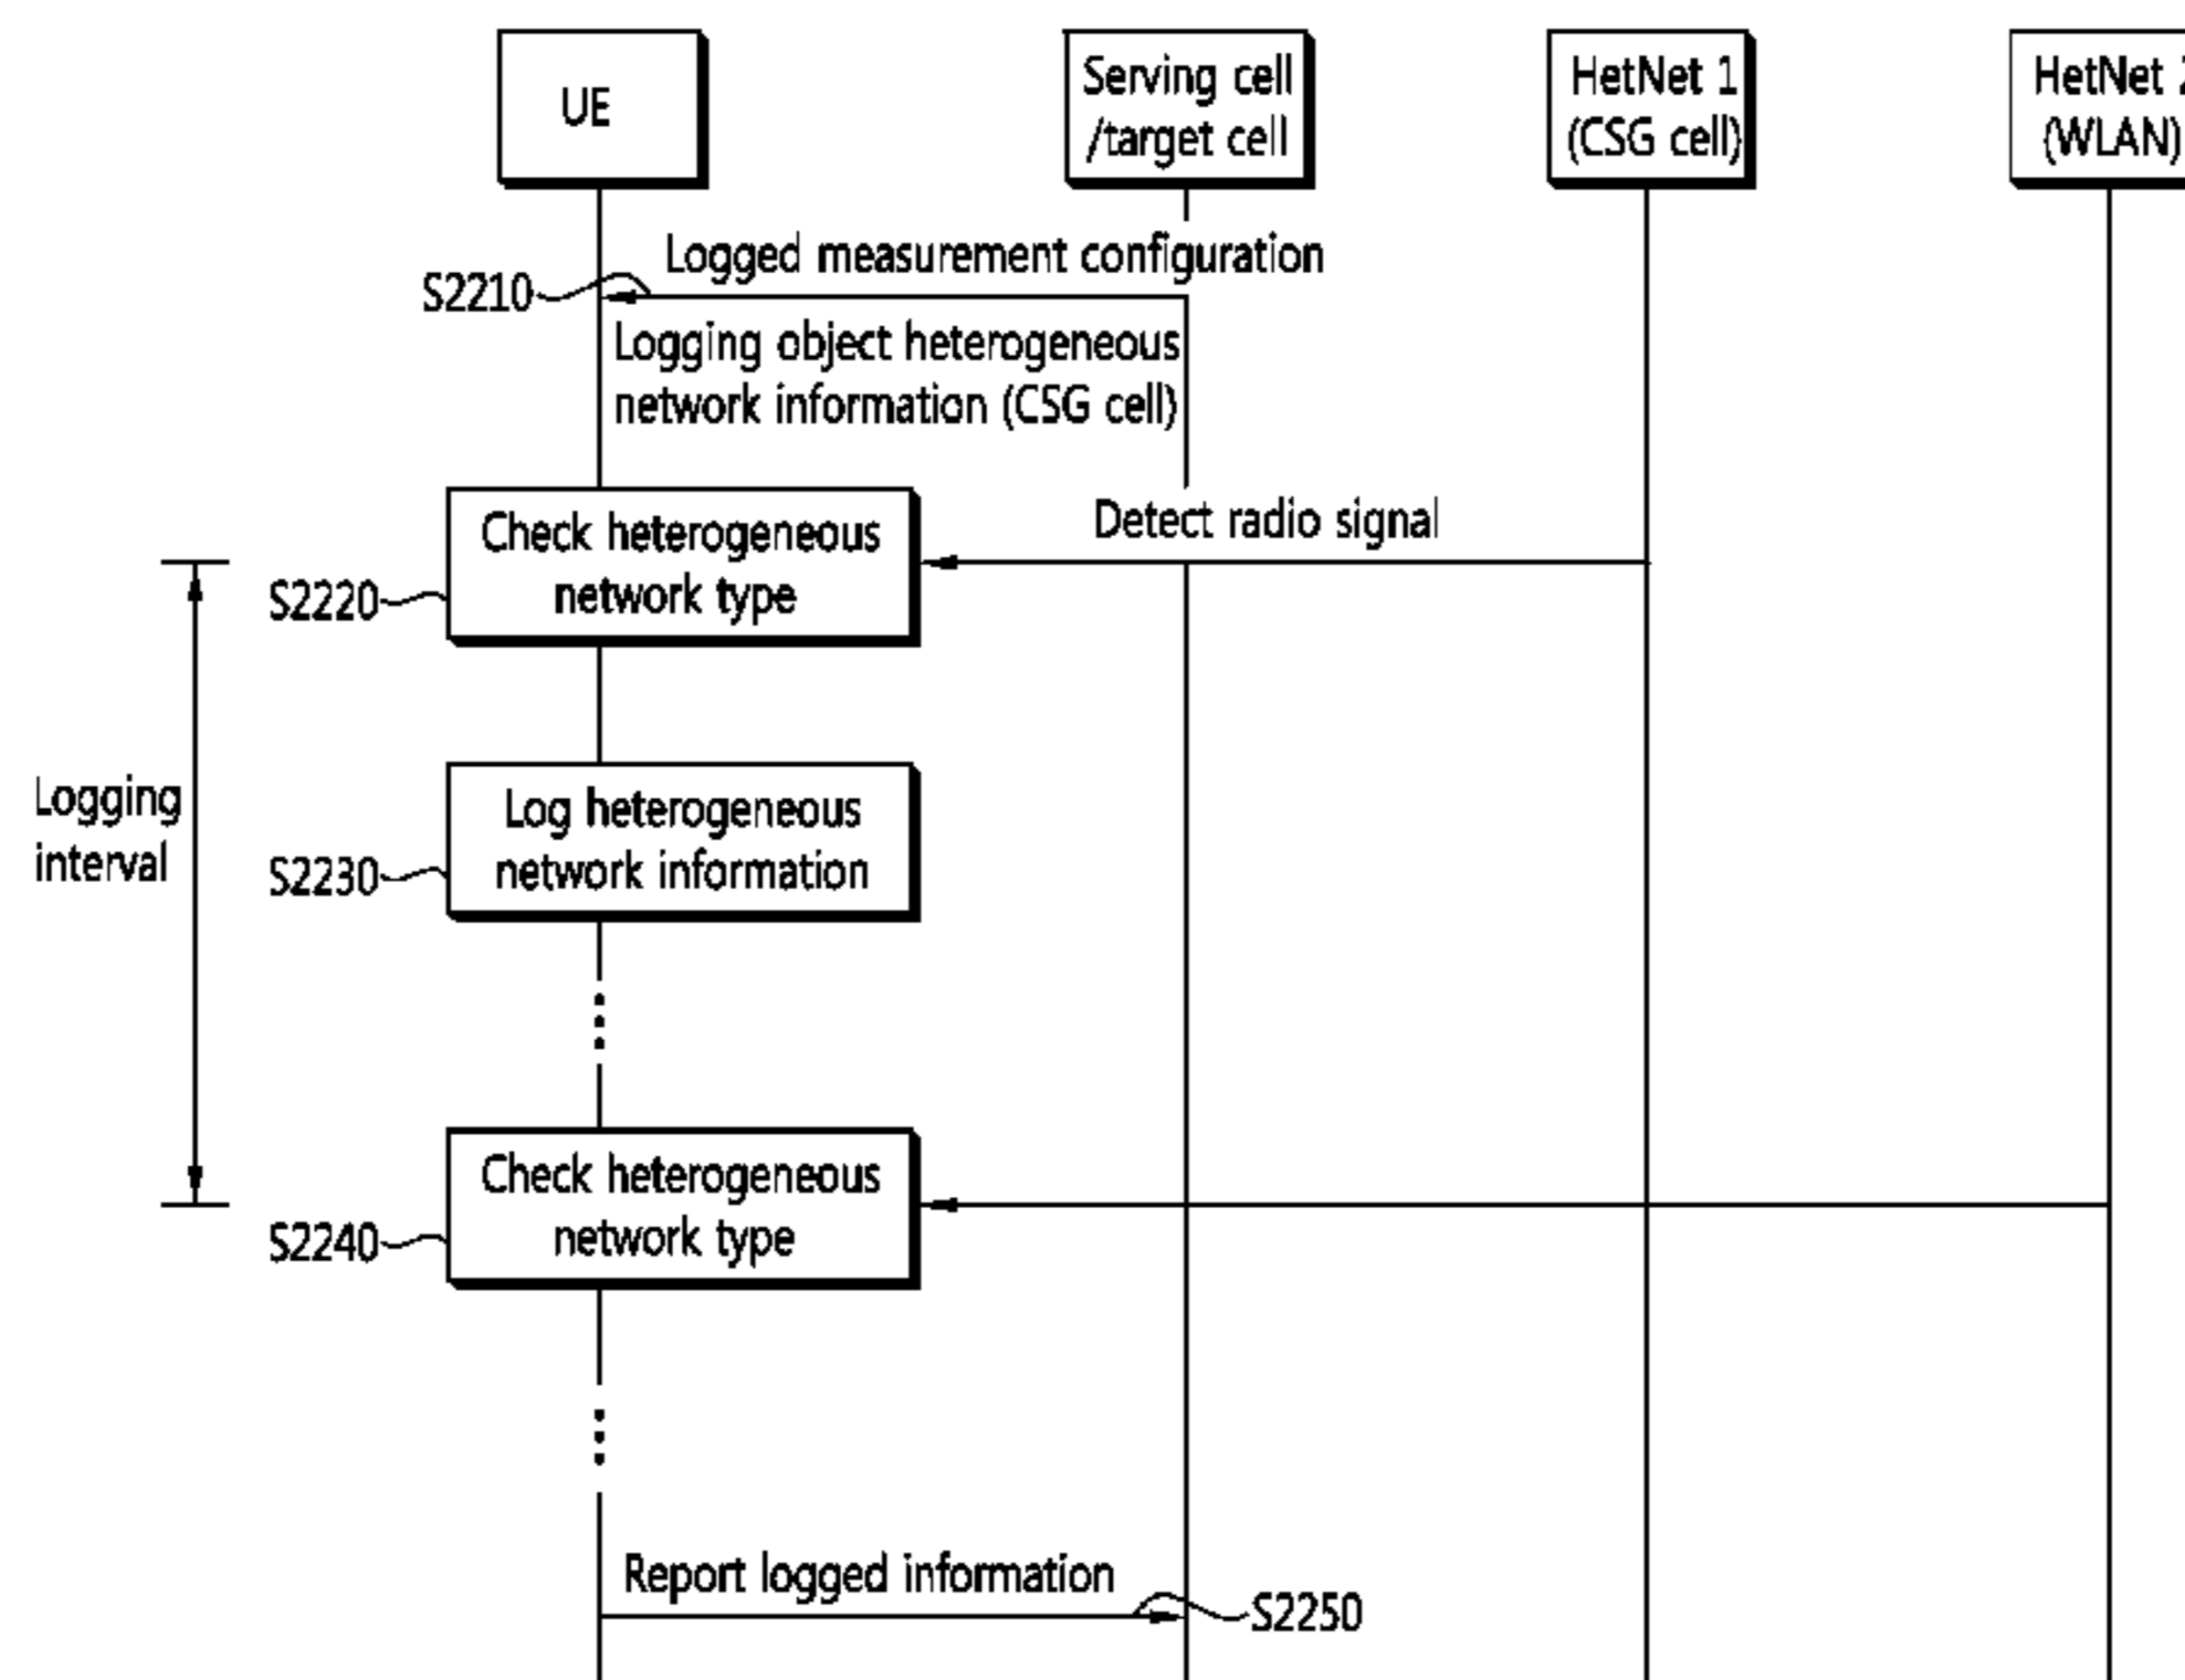 UE
Serving cell
/target cell
HetNet 1
(CSG cell)
HetNet
(WLAN)
Logged measurement configuration
S2210
Logging object heterogeneous
network information (CSG cell)
Detect radio signal
Check heterogeneous
network type
S2220
Logging
interval
Log heterogeneous
network information
S2230
Check heterogeneous
network type
S2240
Report logged information
S2250